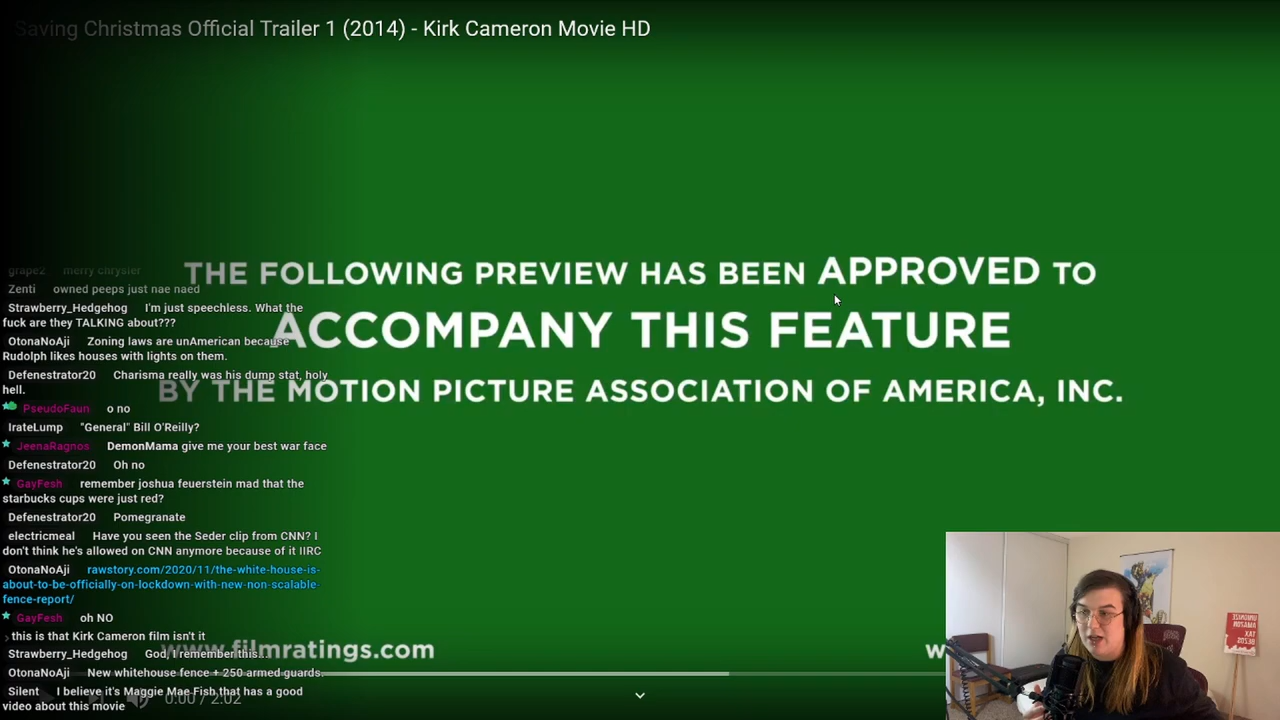 Saving Christmas Official Trailer 1 (2014) - Kirk Cameron Movie HD
THE FOLLOWING PREVIEW HAS BEEN APPROVED TO
ACCOMPANY THIS FEATURE
BY THE MOTION PICTURE ASSOCIATION OF AMERICA, INC.
www.filmratings.com
w
grape2 merry chrysler
Zenti owned peeps just nae naed
Strawberry_Hedgehog I'm just speechless. What the
fuck are they TALKING about???
OtonaNoAji Zoning laws are unAmerican because
Rudolph likes houses with lights on them.
Defenestrator20 Charisma really was his dump stat, holy
hell.
PseudoFaun o no
IrateLump "General" Bill O'Reilly?
JeenaRagnos DemonMama give me your best war face
Defenestrator20 Oh no
GayFesh remember joshua feuerstein mad that the
starbucks cups were just red?
Defenestrator20 Pomegranate
electricmeal Have you seen the Seder clip from CNN? I
don't think he's allowed on CNN anymore because of it IIRC
OtonaNoAji rawstory.com/2020/11/the-white-house-is-
about-to-be-officially-on-lockdown-with-new-non-scalable-
fence-report/
GayFesh oh NO
this is that Kirk Cameron film isn't it
Strawberry_Hedgehog God, I remember this...
OtonaNoAji New whitehouse fence + 250 armed guards.
Silent I believe it's Maggie Mae Fish that has a good
video about this movie
0:00 / 2:02
UNIONIZE
AMAZON
TAX
BEZOS